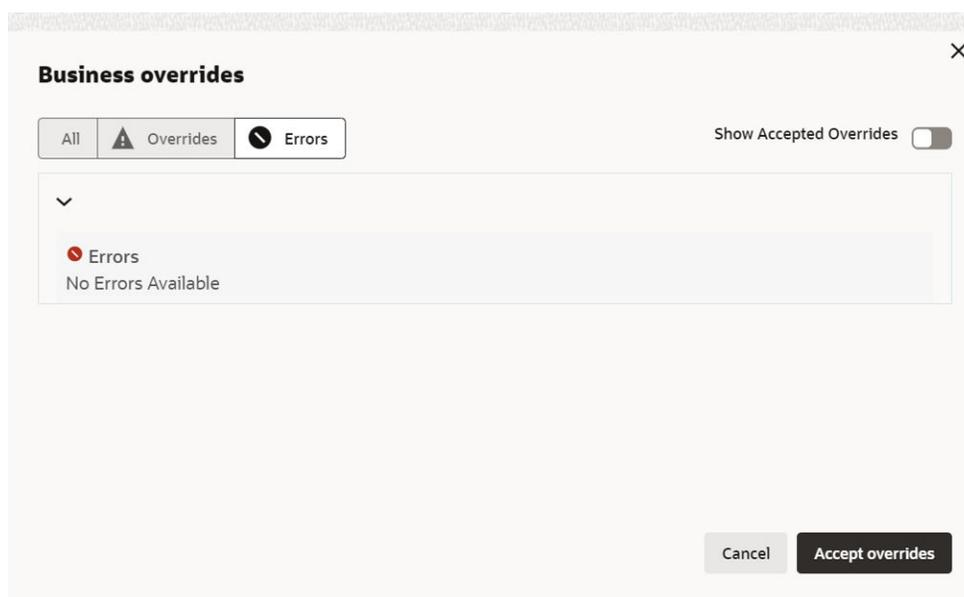 Business overrides
All Overrides Errors
Show Accepted Overrides
Errors
No Errors Available
Cancel Accept overrides